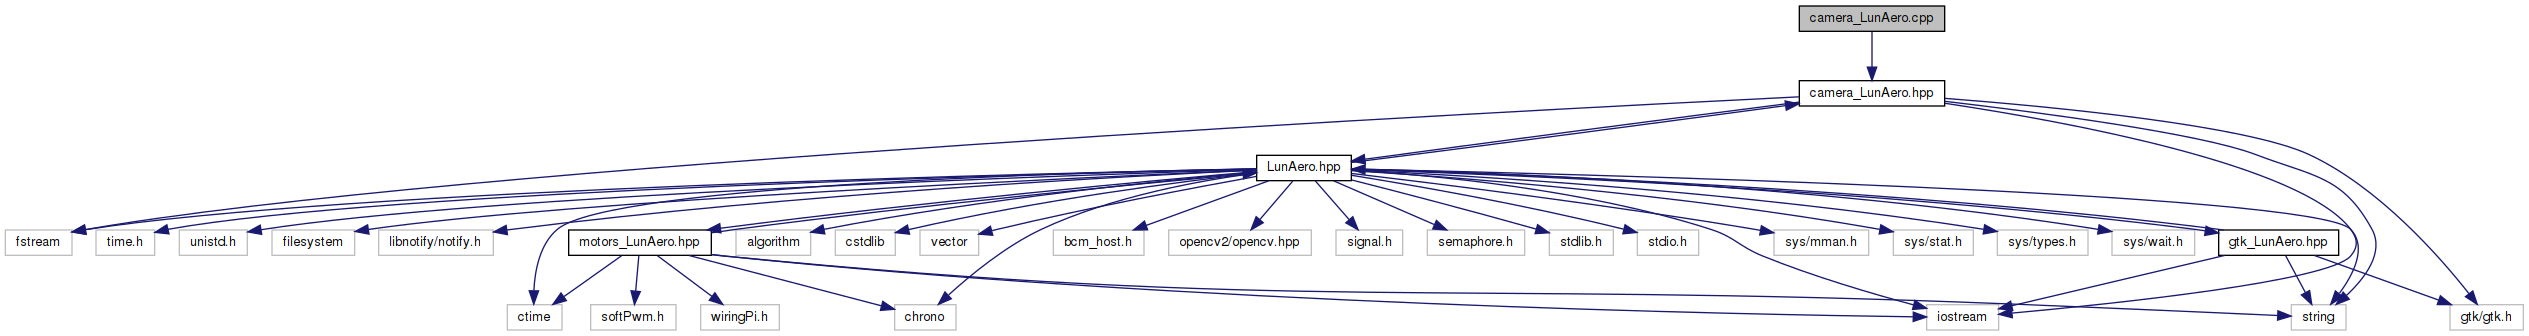 camera_LunAero.cpp
camera_LunAero.hpp
LunAero.hpp
fstream
time.h
unistd.h
filesystem
libnotify/notify.h
motors_LunAero.hpp
algorithm
cstdlib
vector
bcm_host.h
opencv2/opencv.hpp
signal.h
semaphore.h
stdlib.h
stdio.h
sys/mman.h
sys/stat.h
sys/types.h
sys/wait.h
gtk_LunAero.hpp
ctime
softPwm.h
wiringPi.h
chrono
iostream
string
gtk/gtk.h